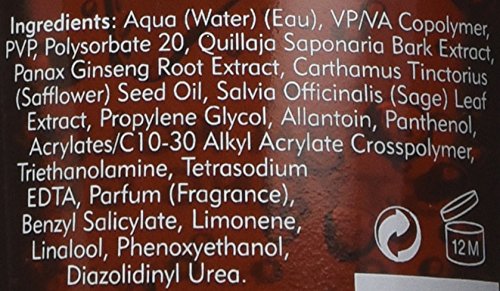 Ingredients: Aqua (Water) (Eau), VP/VA Copolymer,
PVP, Polysorbate 20, Quillaja Saponaria Bark Extract,
Panax Ginseng Root Extract, Carthamus Tinctorius
(Safflower) Seed Oil, Salvia Officinalis (Sage) Leaf
Extract, Propylene Glycol, Allantoin, Panthenol,
Acrylates/C10-30 Alkyl Acrylate Crosspolymer,
Triethanolamine, Tetrasodium
EDTA, Parfum (Fragrance),
Benzyl Salicylate, Limonene,
Linalool, Phenoxyethanol,
Diazolidinyl Urea.
12M